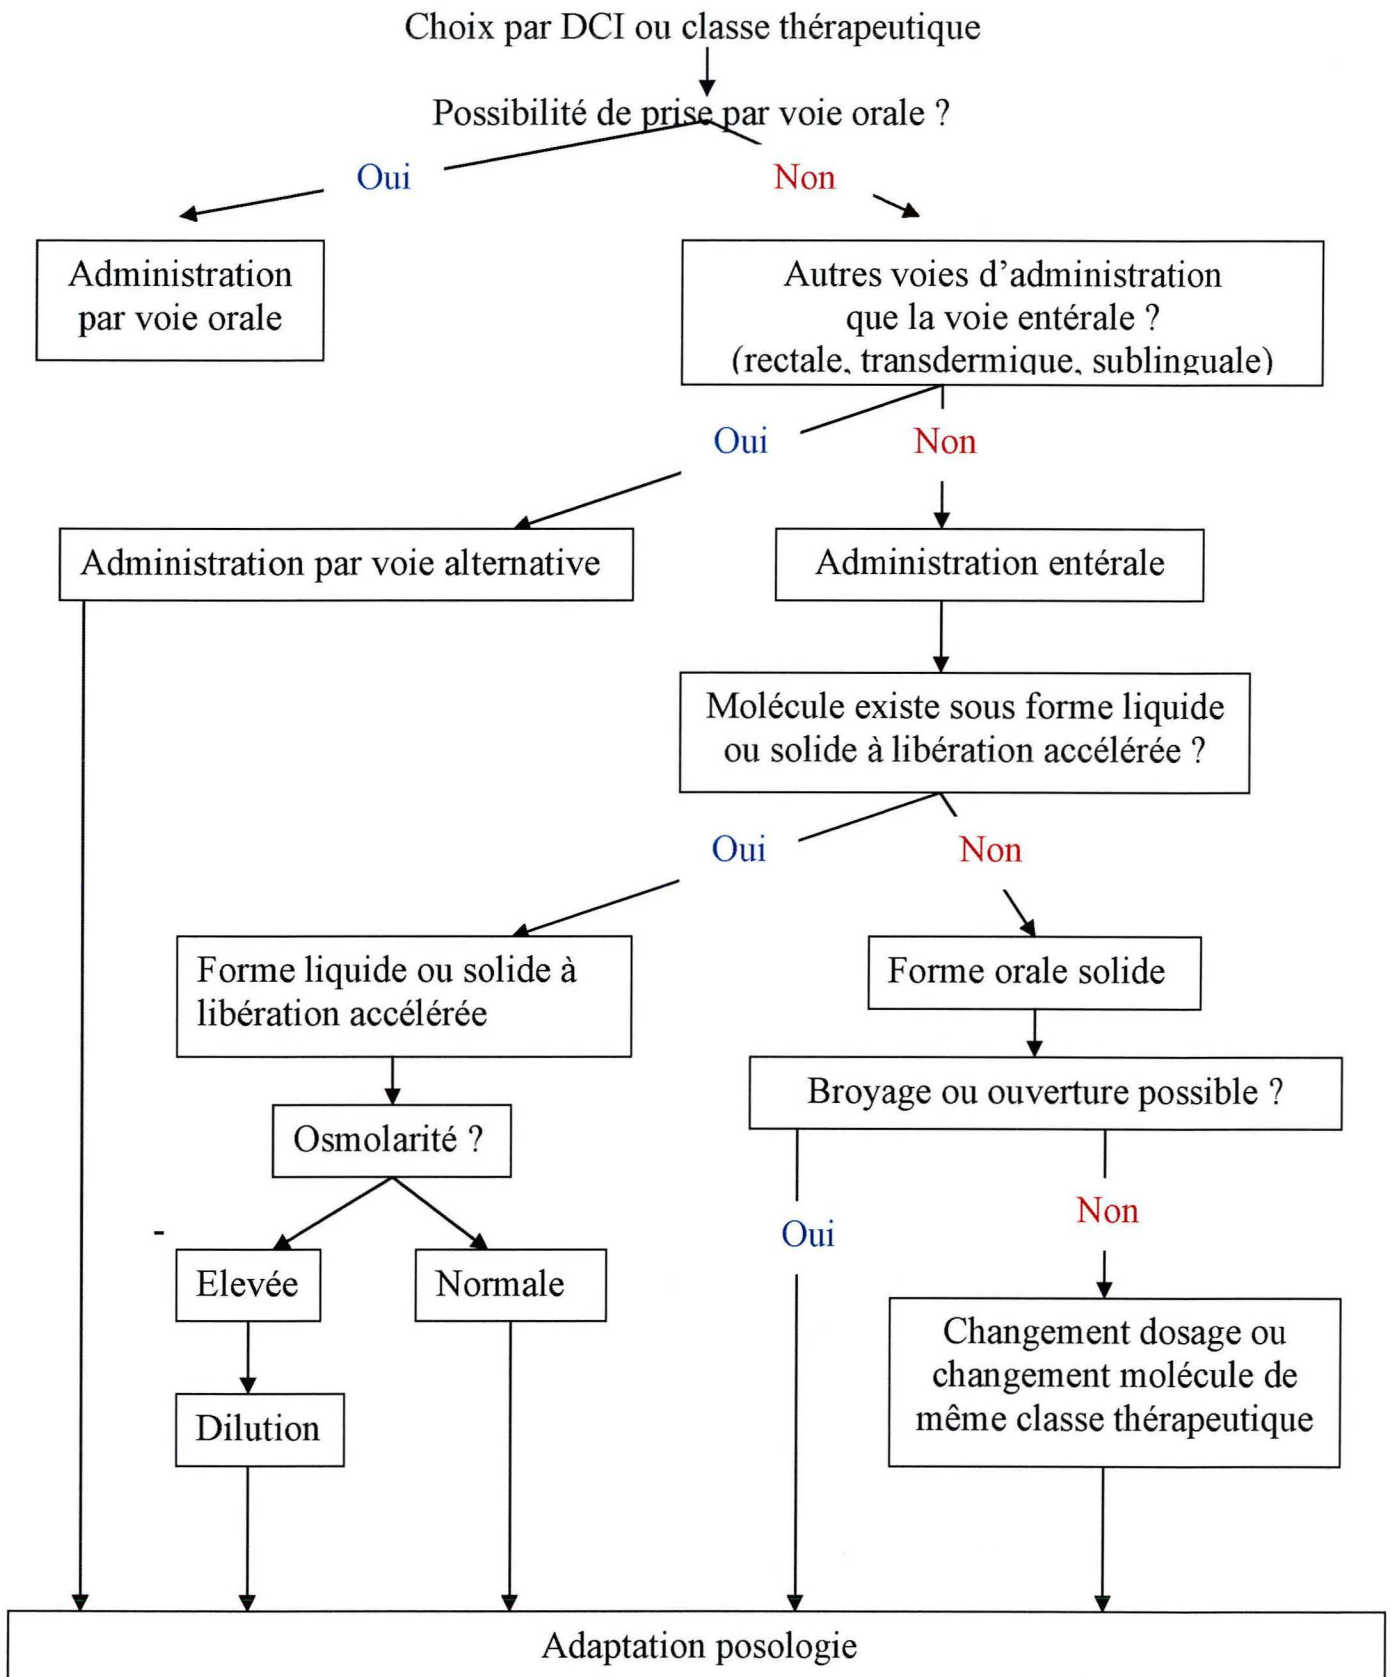 Choix par DCI ou classe thérapeutique
Possibilité de prise par voie orale ?
Oui
Non
Administration
par voie orale
Autres voies d’administration
que la voie entérale ?
(rectale, transdermique, sublinguale)
Oui
Non
Administration par voie alternative
Administration entérale
Molécule existe sous forme liquide
ou solide à libération accélérée ?
Oui
Non
Forme liquide ou solide à
libération accélérée
Forme orale solide
Broyage ou ouverture possible ?
Osmolarité ?
Oui
Non
Elevée
Normale
Changement dosage ou
changement molécule de
même classe thérapeutique
Dilution
Adaptation posologie